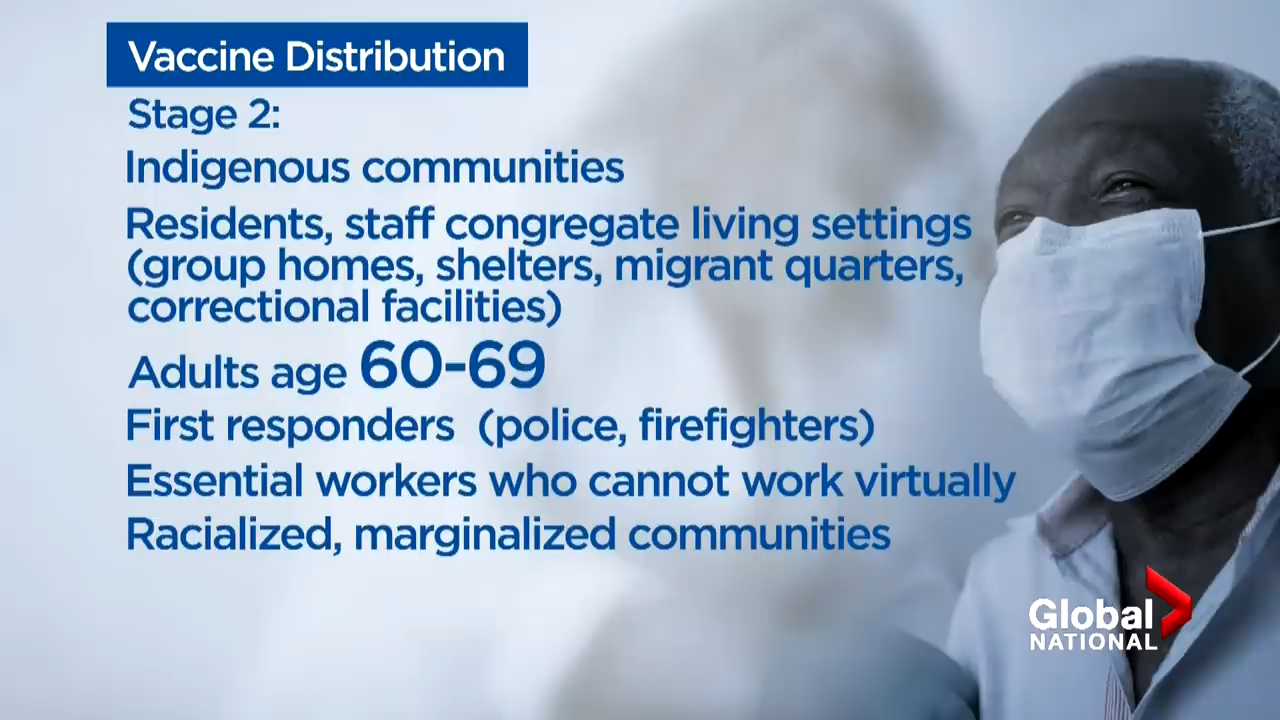 Vaccine Distribution
Stage 2:
Indigenous communities
Residents, staff congregate living settings
(group homes, shelters, migrant quarters,
correctional facilities)
Adults age 60-69
First responders (police, firefighters)
Essential workers who cannot work virtually
Racialized, marginalized communities
Global
NATIONAL